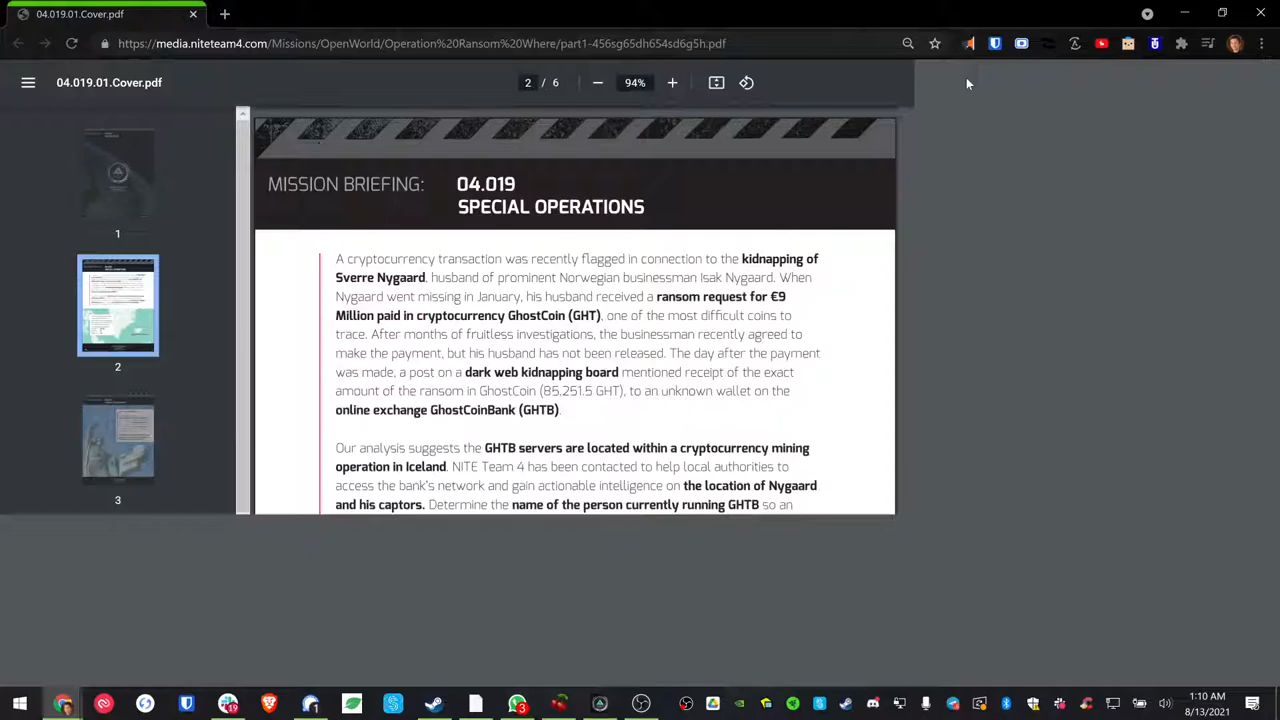 04.019.01.Cover.pdf
https://media.niteteam4.com/Missions/OpenWorld/Operation%20Ransom%20Where/part1-456sg65dh654sd6g5h.pdf
04.019.01.Cover.pdf
2 / 6
94%
MISSION BRIEFING: 04.019
SPECIAL OPERATIONS
A cryptocurrency transaction was recently flagged in connection to the kidnapping of
Sverre Nygaard, husband of prominent Norwegian businessman Isak Nygaard. When
Nygaard went missing in January, his husband received a ransom request for €9
Million paid in cryptocurrency GhostCoin (GHT), one of the most difficult coins to
trace. After months of fruitless investigations, the businessman recently agreed to
make the payment, but his husband has not been released. The day after the payment
was made, a post on a dark web kidnapping board mentioned receipt of the exact
amount of the ransom in GhostCoin (85.251.5 GHT), to an unknown wallet on the
online exchange GhostCoinBank (GHTB).
Our analysis suggests the GHTB servers are located within a cryptocurrency mining
operation in Iceland. NITE Team 4 has been contacted to help local authorities to
access the bank's network and gain actionable intelligence on the location of Nygaard
and his captors. Determine the name of the person currently running GHTB so an
1
2
3
19
3
1:10 AM
8/13/2021